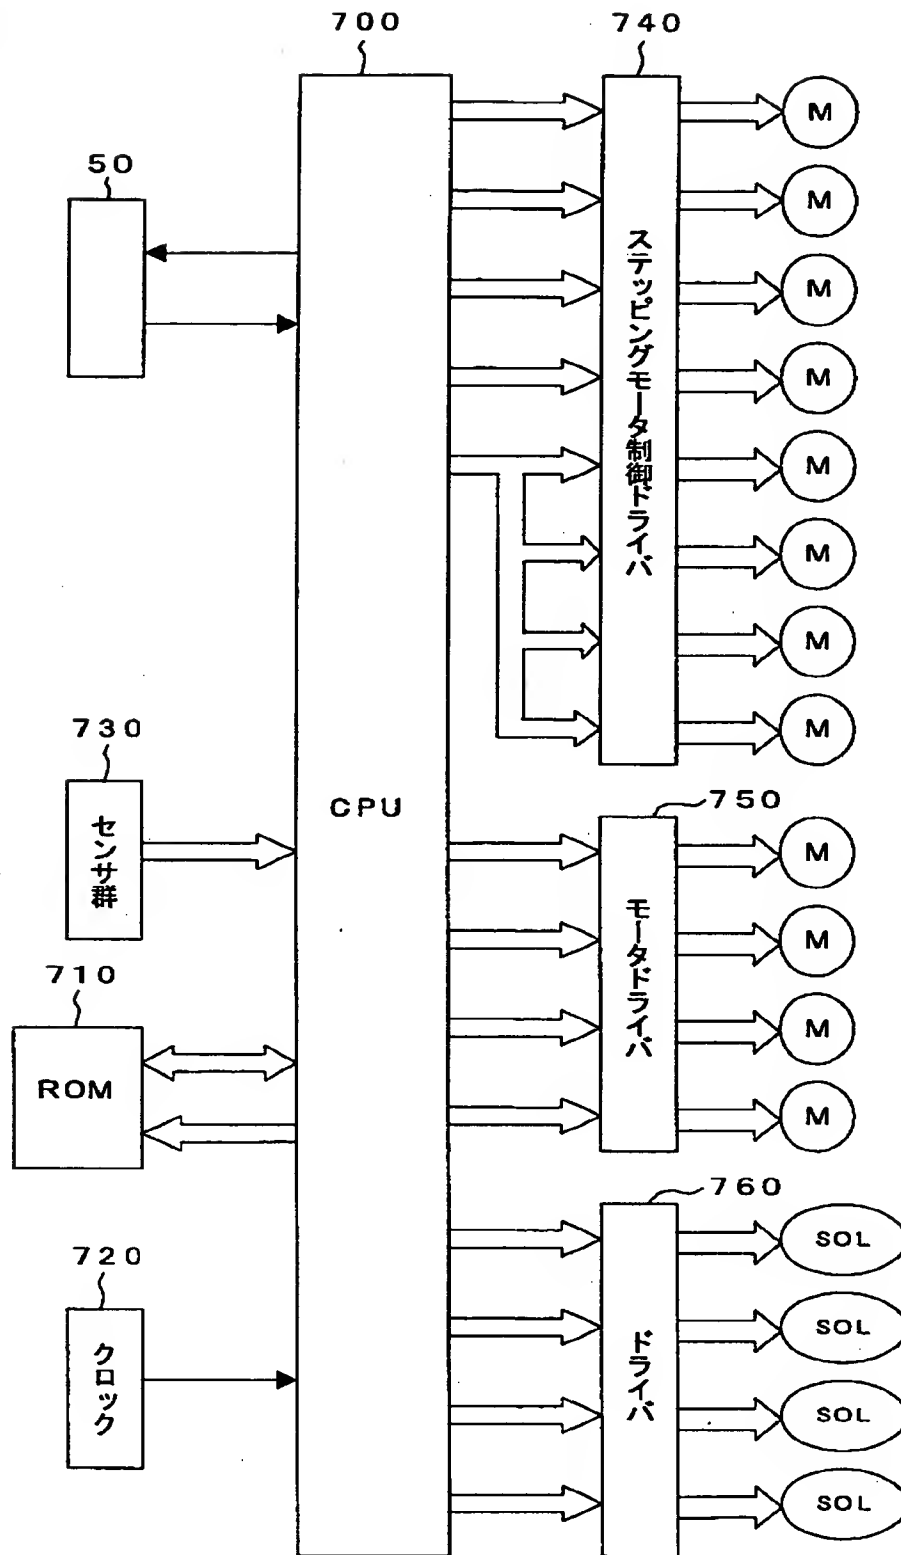 700
740
50
730
センサ群
710
ROM
720
クロック
CPU
ステッピングモータ制御ドライバ
M
M
M
M
M
M
M
M
750
モータドライバ
M
M
M
M
760
ドライバ
SOL
SOL
SOL
SOL